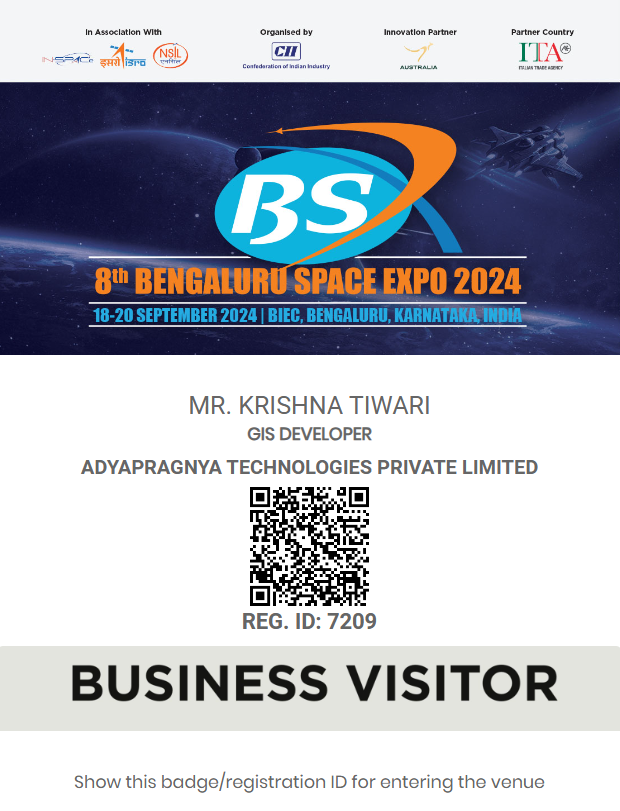 In Association With
Organised by
Innovation Partner
Partner Country
IN-SPACe
इसरो isro
NSIL
एनसिल
CII
Confederation of Indian Industry
AUSTRALIA
ITA
ITALIAN TRADE AGENCY
BS
8th BENGALURU SPACE EXPO 2024
18-20 SEPTEMBER 2024 | BIEC, BENGALURU, KARNATAKA, INDIA
MR. KRISHNA TIWARI
GIS DEVELOPER
ADYAPRAGNYA TECHNOLOGIES PRIVATE LIMITED
REG. ID: 7209
BUSINESS VISITOR
Show this badge/registration ID for entering the venue